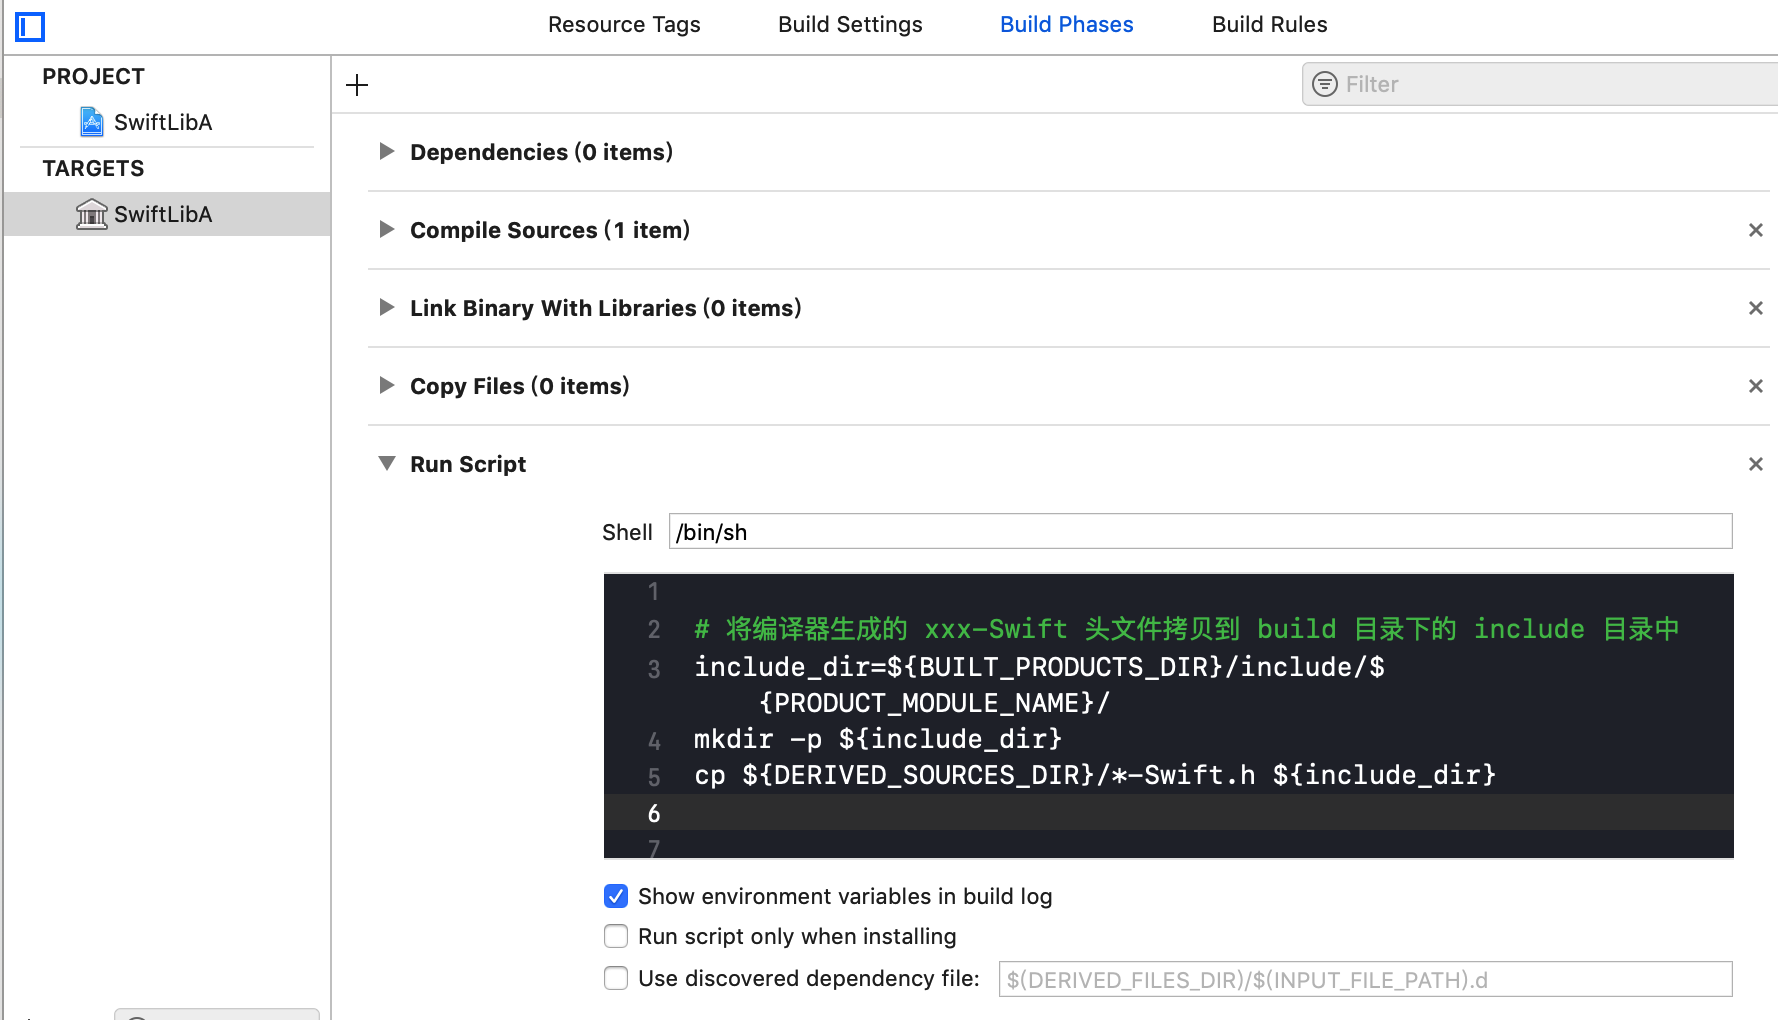 Resource Tags
Build Settings
Build Phases
Build Rules
PROJECT
SwiftLibA
TARGETS
SwiftLibA
Filter
Dependencies (0 items)
Compile Sources (1 item)
Link Binary With Libraries (0 items)
Copy Files (0 items)
Run Script
Shell /bin/sh
1
2 # 将编译器生成的 xxx-Swift 头文件拷贝到 build 目录下的 include 目录中
3 include_dir=${BUILT_PRODUCTS_DIR}/include/$
{PRODUCT_MODULE_NAME}/
4 mkdir -p ${include_dir}
5 cp ${DERIVED_SOURCES_DIR}/*-Swift.h ${include_dir}
6
7
Show environment variables in build log
Run script only when installing
Use discovered dependency file: $(DERIVED_FILES_DIR)/$(INPUT_FILE_PATH).d